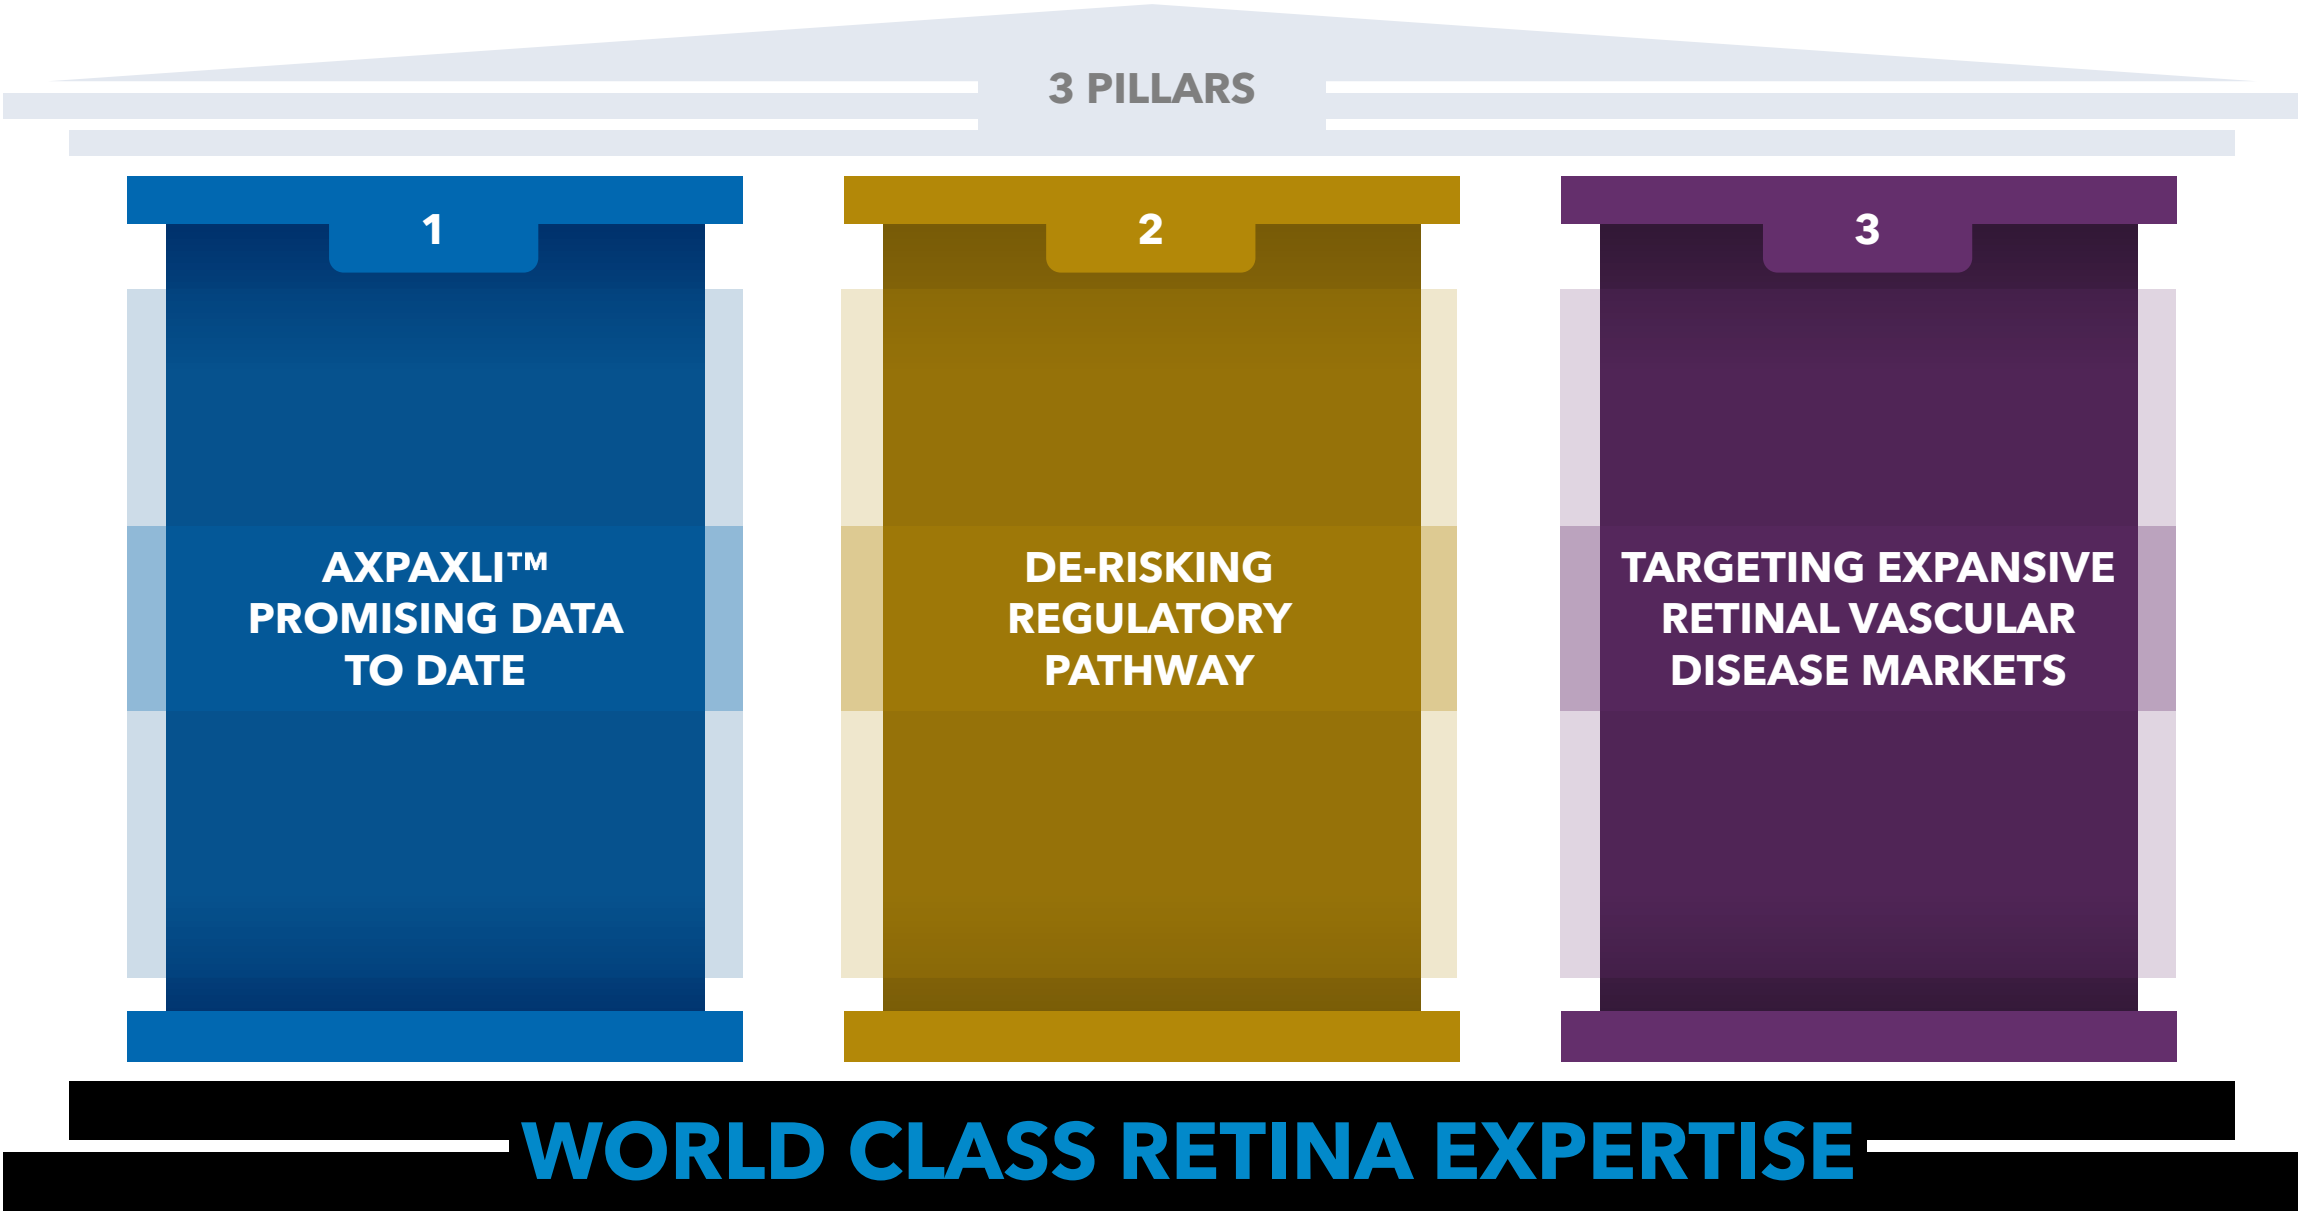 3 PILLARS
1
AXPAXLI™
PROMISING DATA
TO DATE
2
DE-RISKING
REGULATORY
PATHWAY
3
TARGETING EXPANSIVE
RETINAL VASCULAR
DISEASE MARKETS
WORLD CLASS RETINA EXPERTISE